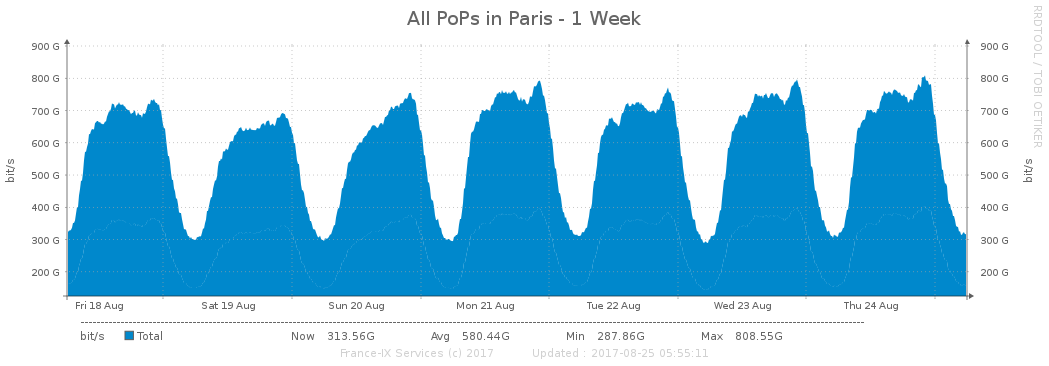 All PoPs in Paris - 1 Week
RRDTOOL / TOBI OETIKER
900 G 900 G
800 G 800 G
700 G 700 G
600 G 600 G
500 G 500 G
400 G 400 G
300 G 300 G
200 G 200 G
bit/s bit/s
Fri 18 Aug Sat 19 Aug Sun 20 Aug Mon 21 Aug Tue 22 Aug Wed 23 Aug Thu 24 Aug
bit/s Total Now 313.56G Avg 580.44G Min 287.86G Max 808.55G
France-IX Services (c) 2017 Updated : 2017-08-25 05:55:11